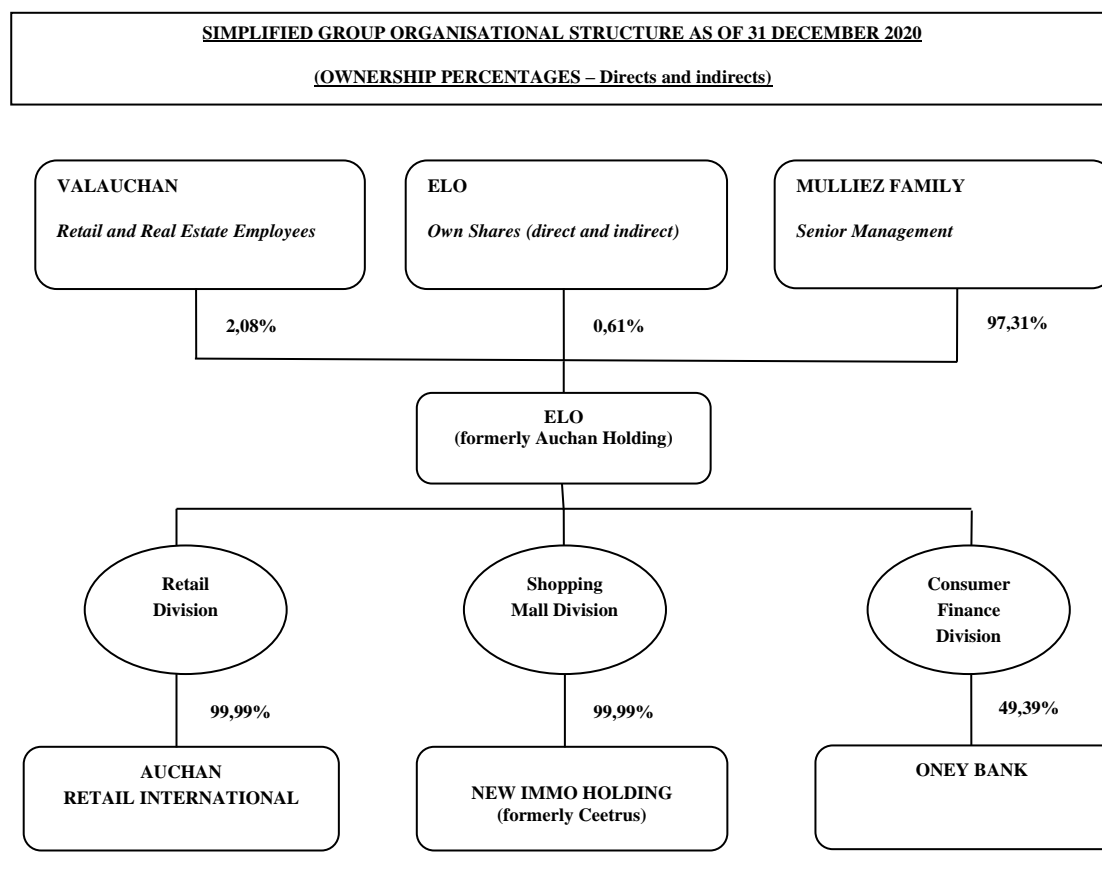 SIMPLIFIED GROUP ORGANISATIONAL STRUCTURE AS OF 31 DECEMBER 2020
(OWNERSHIP PERCENTAGES – Directs and indirects)
VALAUCHAN
Retail and Real Estate Employees
ELO
Own Shares (direct and indirect)
MULLIEZ FAMILY
Senior Management
2,08%
0,61%
97,31%
ELO
(formerly Auchan Holding)
Retail
Division
Shopping
Mall Division
Consumer
Finance
Division
99,99%
99,99%
49,39%
AUCHAN
RETAIL INTERNATIONAL
NEW IMMO HOLDING
(formerly Ceetrus)
ONEY BANK